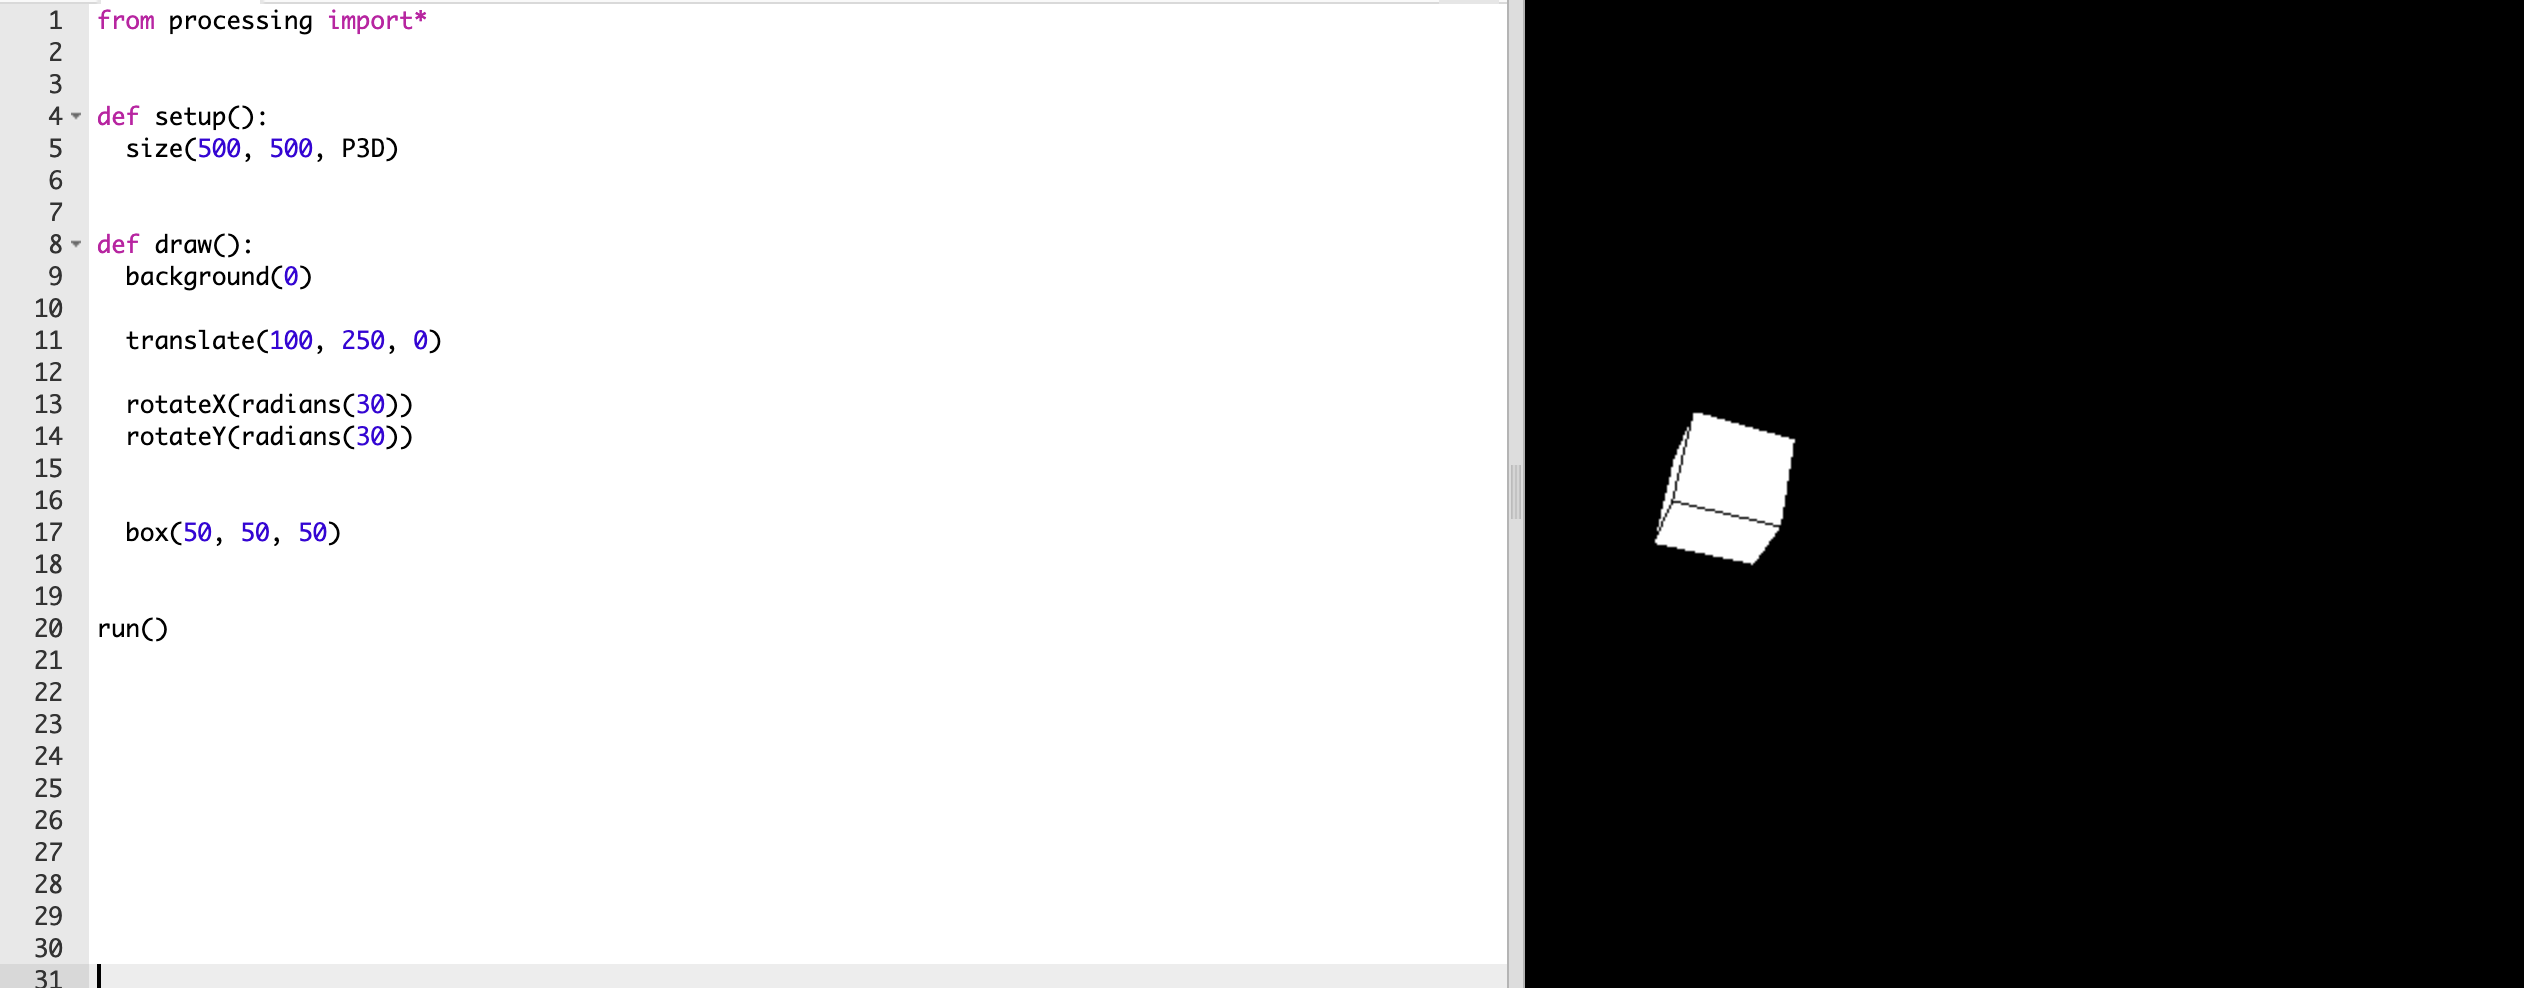 1 from processing import*
2
3
4 def setup():
5 size(500, 500, P3D)
6
7
8 def draw():
9 background(0)
10
11 translate(100, 250, 0)
12
13 rotateX(radians(30))
14 rotateY(radians(30))
15
16
17 box(50, 50, 50)
18
19
20 run()
21
22
23
24
25
26
27
28
29
30
31